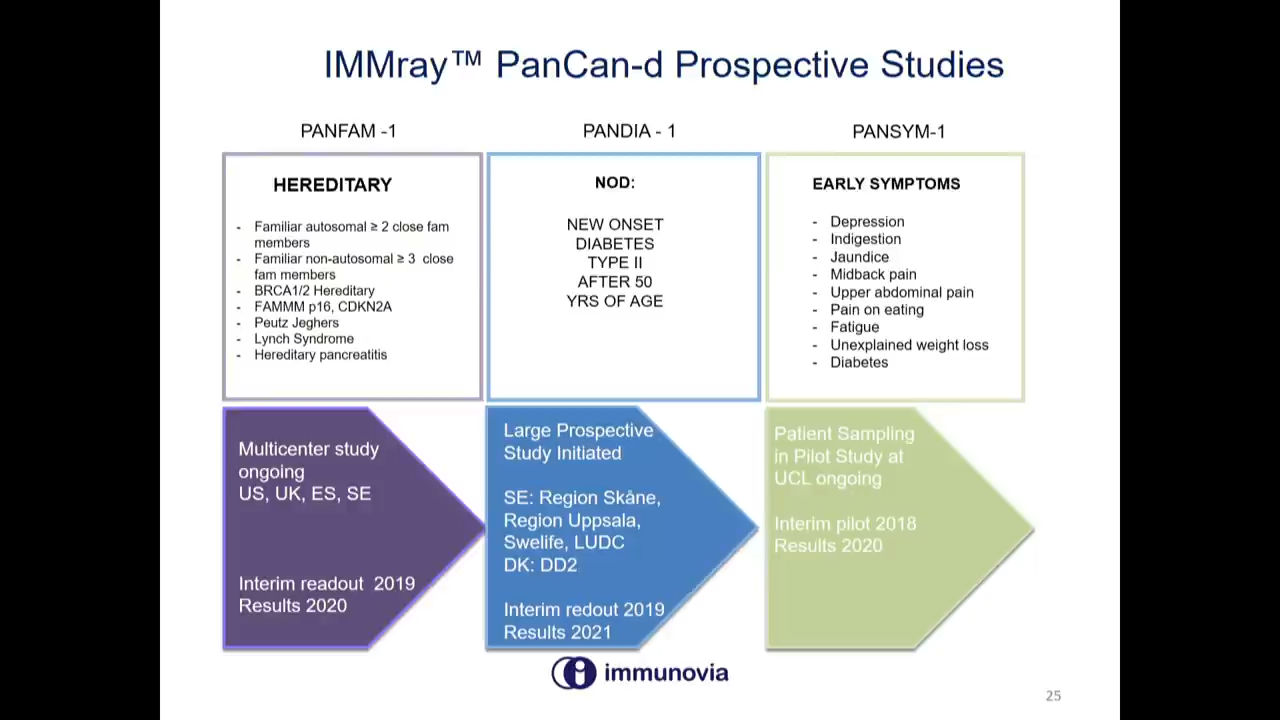 IMMray™ PanCan-d Prospective Studies
PANFAM -1
HEREDITARY
- Familiar autosomal ≥ 2 close fam
members
- Familiar non-autosomal ≥ 3 close
fam members
- BRCA1/2 Hereditary
- FAMMM p16, CDKN2A
- Peutz Jeghers
- Lynch Syndrome
- Hereditary pancreatitis
Multicenter study
ongoing
US, UK, ES, SE
Interim readout 2019
Results 2020
PANDIA - 1
NOD:
NEW ONSET
DIABETES
TYPE II
AFTER 50
YRS OF AGE
Large Prospective
Study Initiated
SE: Region Skåne,
Region Uppsala,
Swelife, LUDC
DK: DD2
Interim redout 2019
Results 2021
PANSYM-1
EARLY SYMPTOMS
- Depression
- Indigestion
- Jaundice
- Midback pain
- Upper abdominal pain
- Pain on eating
- Fatigue
- Unexplained weight loss
- Diabetes
Patient Sampling
in Pilot Study at
UCL ongoing
Interim pilot 2018
Results 2020
immunovia
25